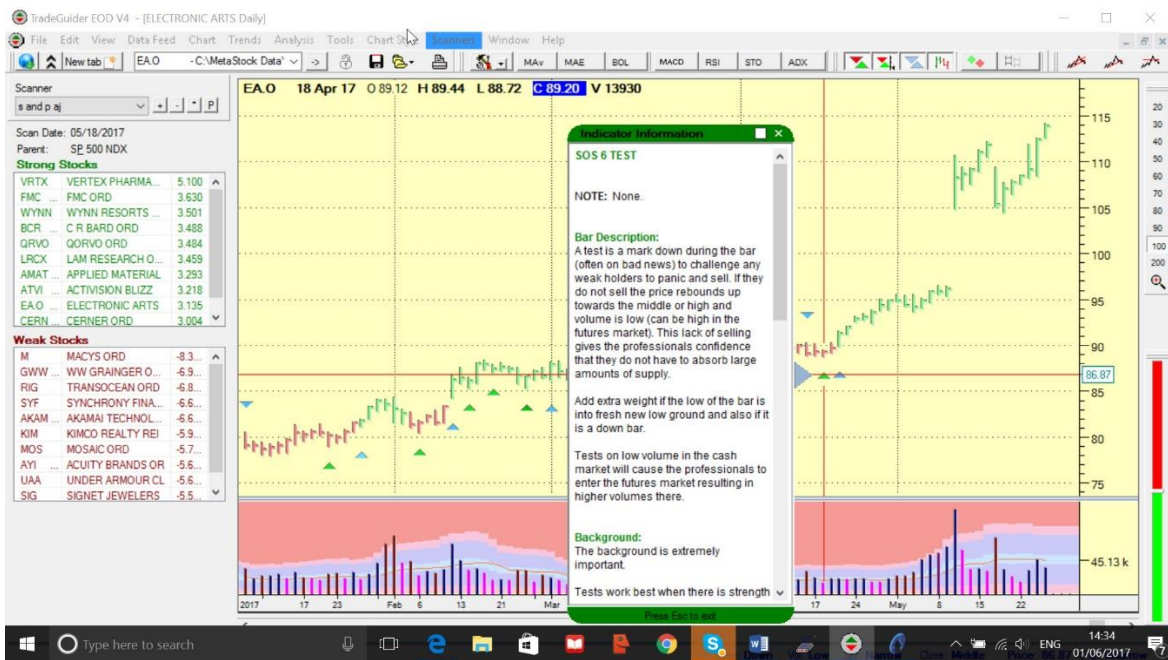 TradeGuider EOD V4 - [ELECTRONIC ARTS Daily]
File Edit View Data Feed Chart Trends Analysis Tools Chart Scanners Window Help
New tab EA.O - C:\MetaStock Data\ MAv MAE BOL MACD RSI STO ADX
Scanner
s and p aj + - * P
Scan Date: 05/18/2017
Parent: SP 500 NDX
Strong Stocks
VRTX VERTEX PHARMA... 5.100
FMC ... FMC ORD 3.630
WYNN WYNN RESORTS ... 3.501
BCR ... C R BARD ORD 3.488
QRVO QORVO ORD 3.484
LRCX LAM RESEARCH O... 3.459
AMAT ... APPLIED MATERIAL 3.293
ATVI ... ACTIVISION BLIZZ 3.218
EA.O ... ELECTRONIC ARTS 3.135
CERN ... CERNER ORD 3.004
Weak Stocks
M MACYS ORD -8.3...
GWW ... WW GRAINGER O... -6.9...
RIG TRANSOCEAN ORD -6.8...
SYF SYNCHRONY FINA... -6.6...
AKAM ... AKAMAI TECHNOL... -6.6...
KIM KIMCO REALTY REI -5.9...
MOS MOSAIC ORD -5.7...
AYI ... ACUITY BRANDS OR -5.6...
UAA UNDER ARMOUR CL -5.6...
SIG SIGNET JEWELERS -5.5...
EA.O 18 Apr 17 O 89.12 H 89.44 L 88.72 C 89.20 V 13930
Indicator Information
SOS 6 TEST
NOTE: None.
Bar Description:
A test is a mark down during the bar
(often on bad news) to challenge any
weak holders to panic and sell. If they
do not sell the price rebounds up
towards the middle or high and
volume is low (can be high in the
futures market). This lack of selling
gives the professionals confidence
that they do not have to absorb large
amounts of supply.
Add extra weight if the low of the bar is
into fresh new low ground and also if it
is a down bar.
Tests on low volume in the cash
market will cause the professionals to
enter the futures market resulting in
higher volumes there.
Background:
The background is extremely
important.
Tests work best when there is strength
Press Esc to exit
115
110
105
100
95
90
86.87
85
80
75
45.13 k
20
30
40
50
60
70
80
90
100
200
2017 17 23 Feb 6 13 21 Mar 17 24 May 8 15 22
Type here to search
ENG
14:34
01/06/2017